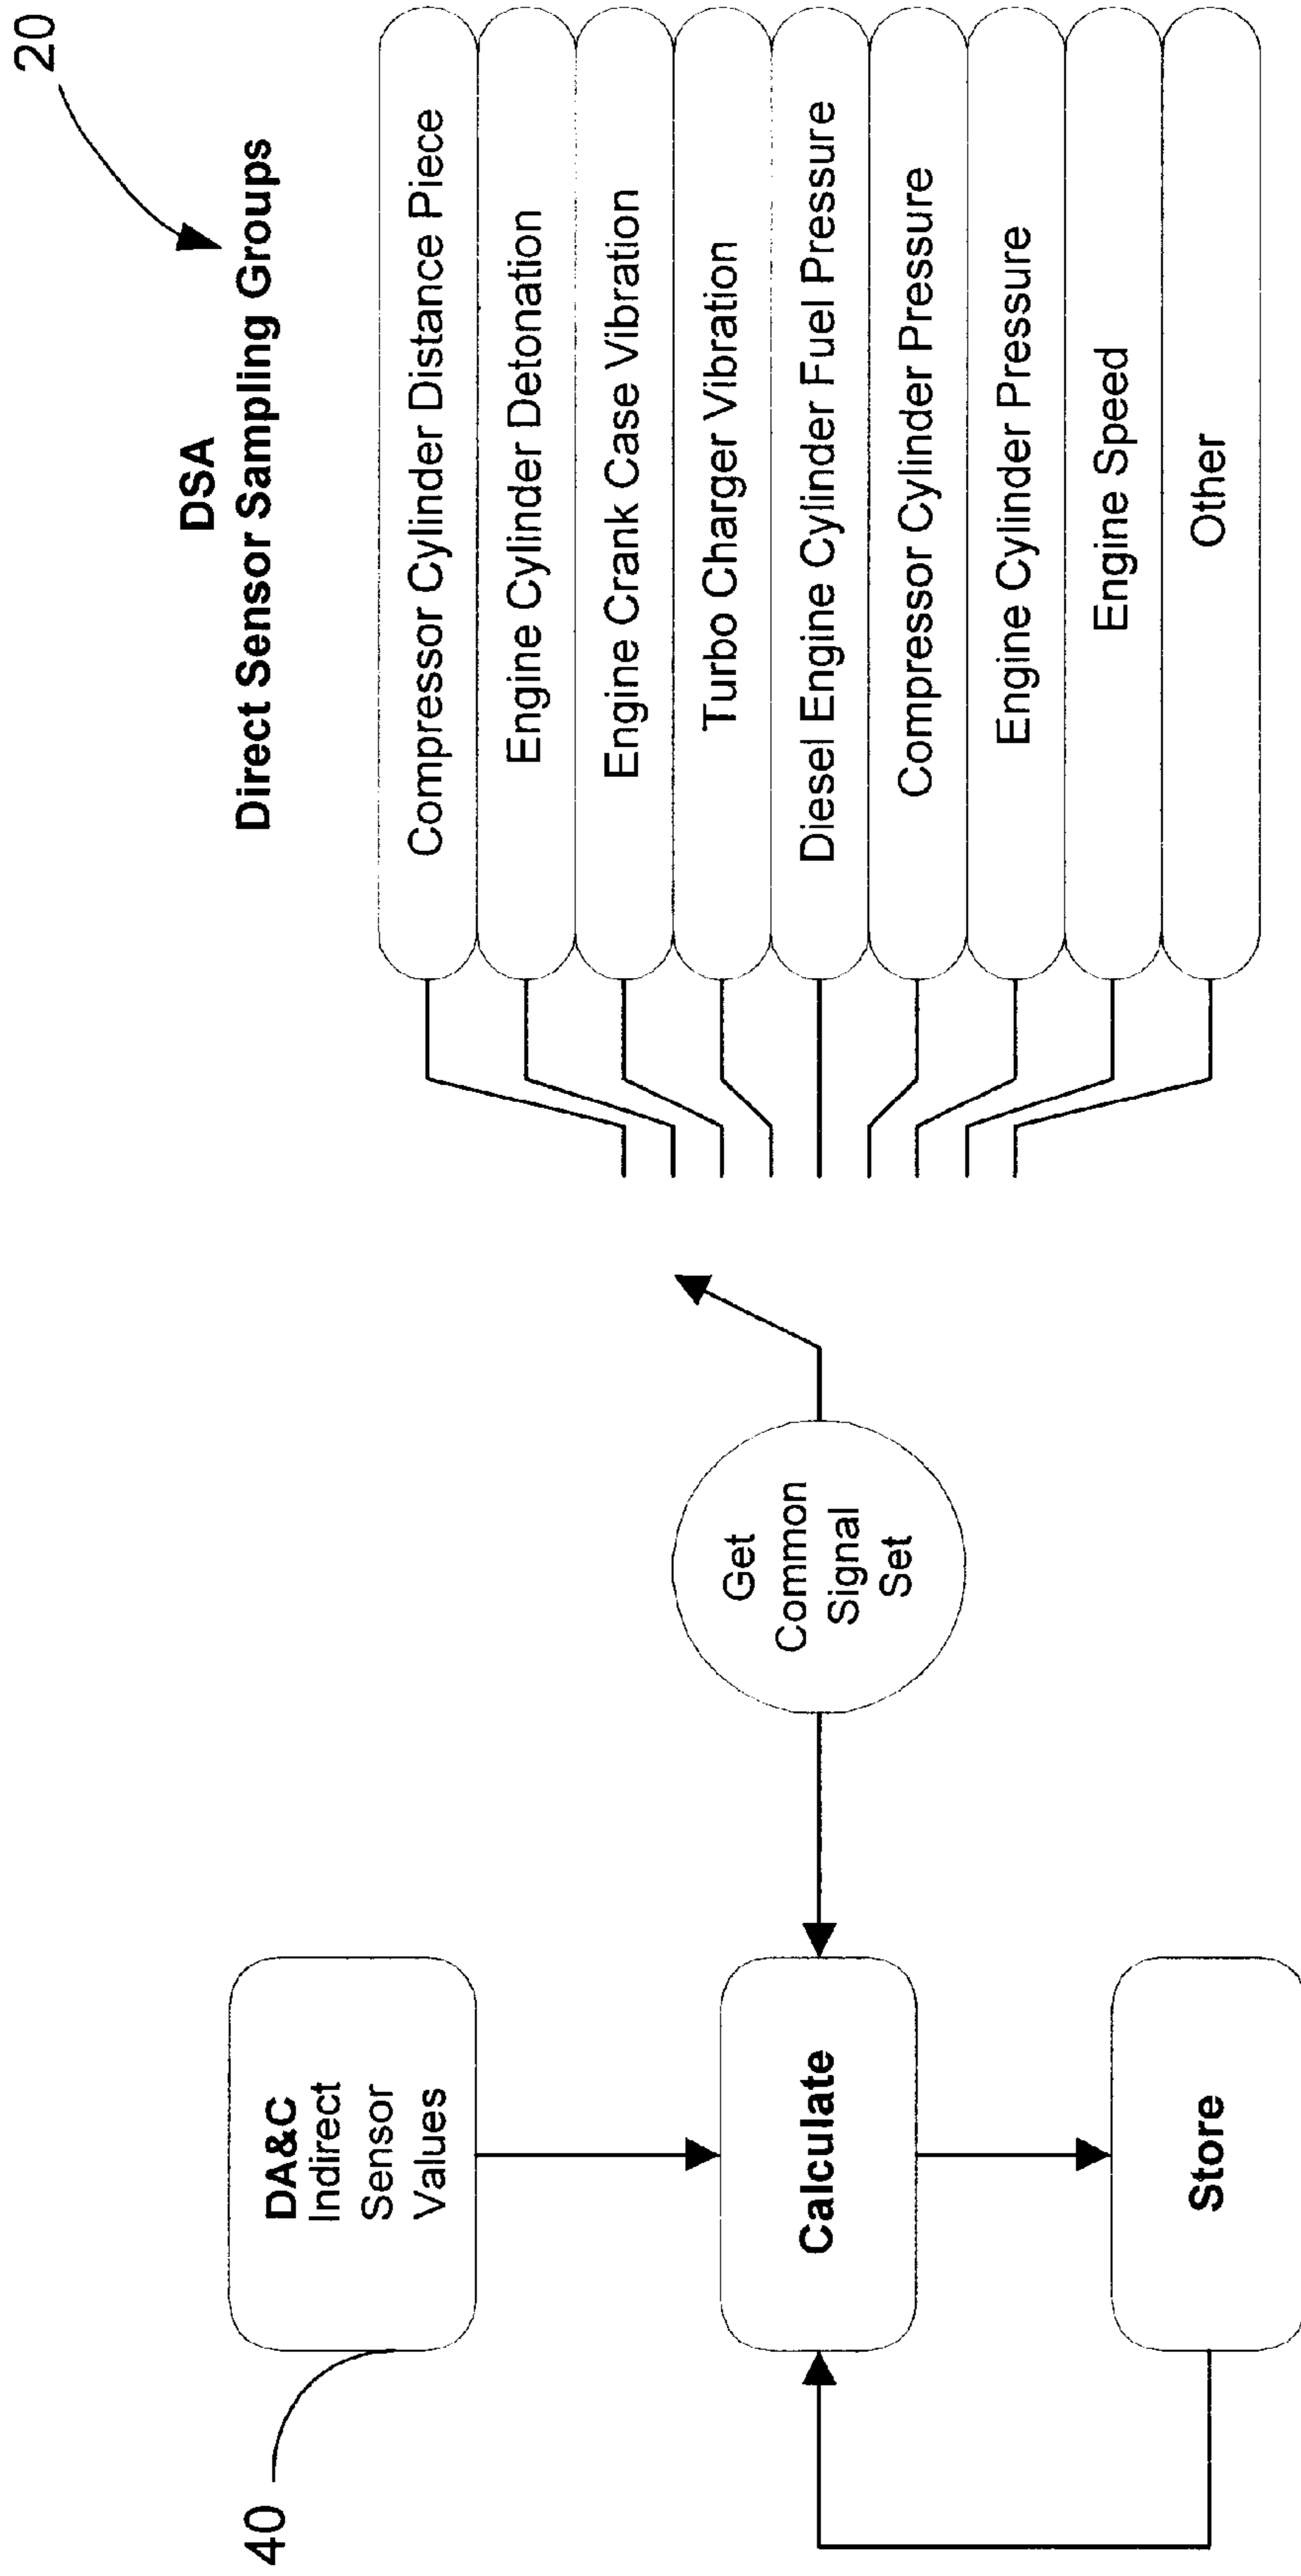 20
DSA
Direct Sensor Sampling Groups
Compressor Cylinder Distance Piece
Engine Cylinder Detonation
Engine Crank Case Vibration
Turbo Charger Vibration
Diesel Engine Cylinder Fuel Pressure
Compressor Cylinder Pressure
Engine Cylinder Pressure
Engine Speed
Other
Get
Common
Signal
Set
40
DA&C
Indirect
Sensor
Values
Calculate
Store